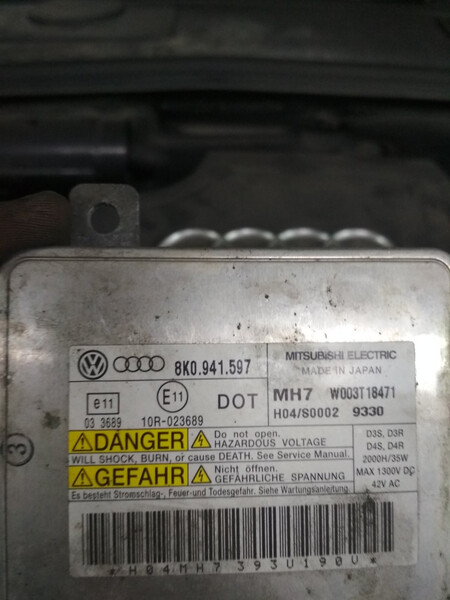 8K0.941.597
MITSUBISHI ELECTRIC
MADE IN JAPAN
e11
03 3689
E11
10R-023689
DOT
MH7 W003T18471
H04/S0002 9330
DANGER
Do not open.
HAZARDOUS VOLTAGE
WILL SHOCK, BURN, or cause DEATH. See Service Manual.
GEFAHR
Nicht öffnen.
GEFÄHRLICHE SPANNUNG
Es besteht Stromschlag-, Feuer-und Todesgefahr. Siehe Wartungsanleitung.
D3S, D3R
D4S, D4R
2000H/35W
MAX 1300V DC
42V AC
3
*H04MH7393U190V*